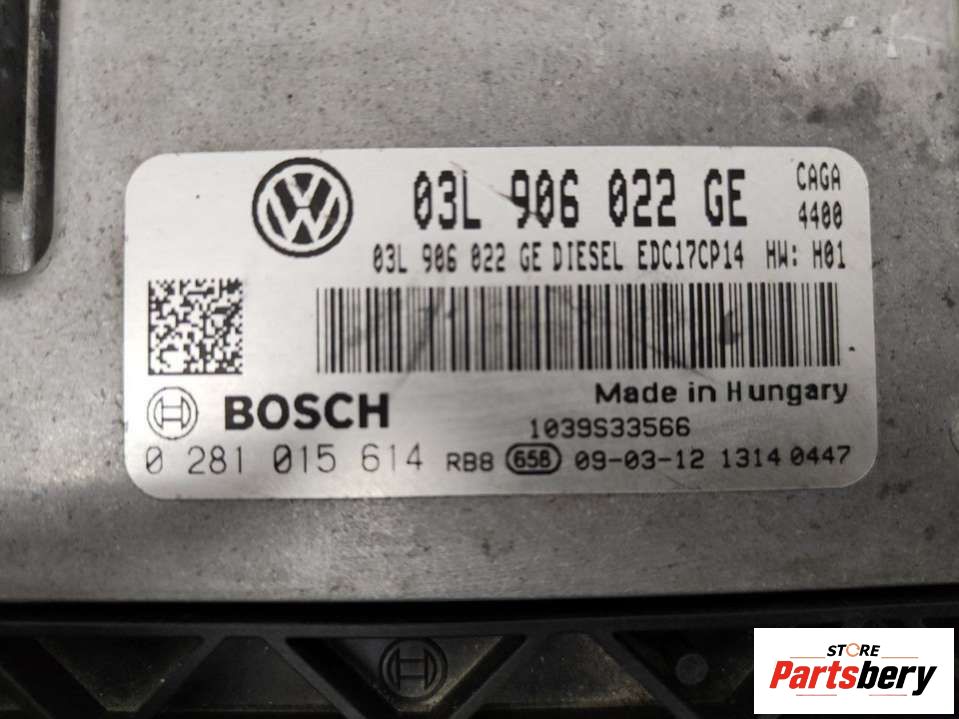 03L 906 022 GE CAGA
4400
03L 906 022 GE DIESEL EDC17CP14 HW: H01
Made in Hungary
BOSCH
1039S33566
0 281 015 614 RB8 658 09-03-12 1314 0447
STORE
Partsbery